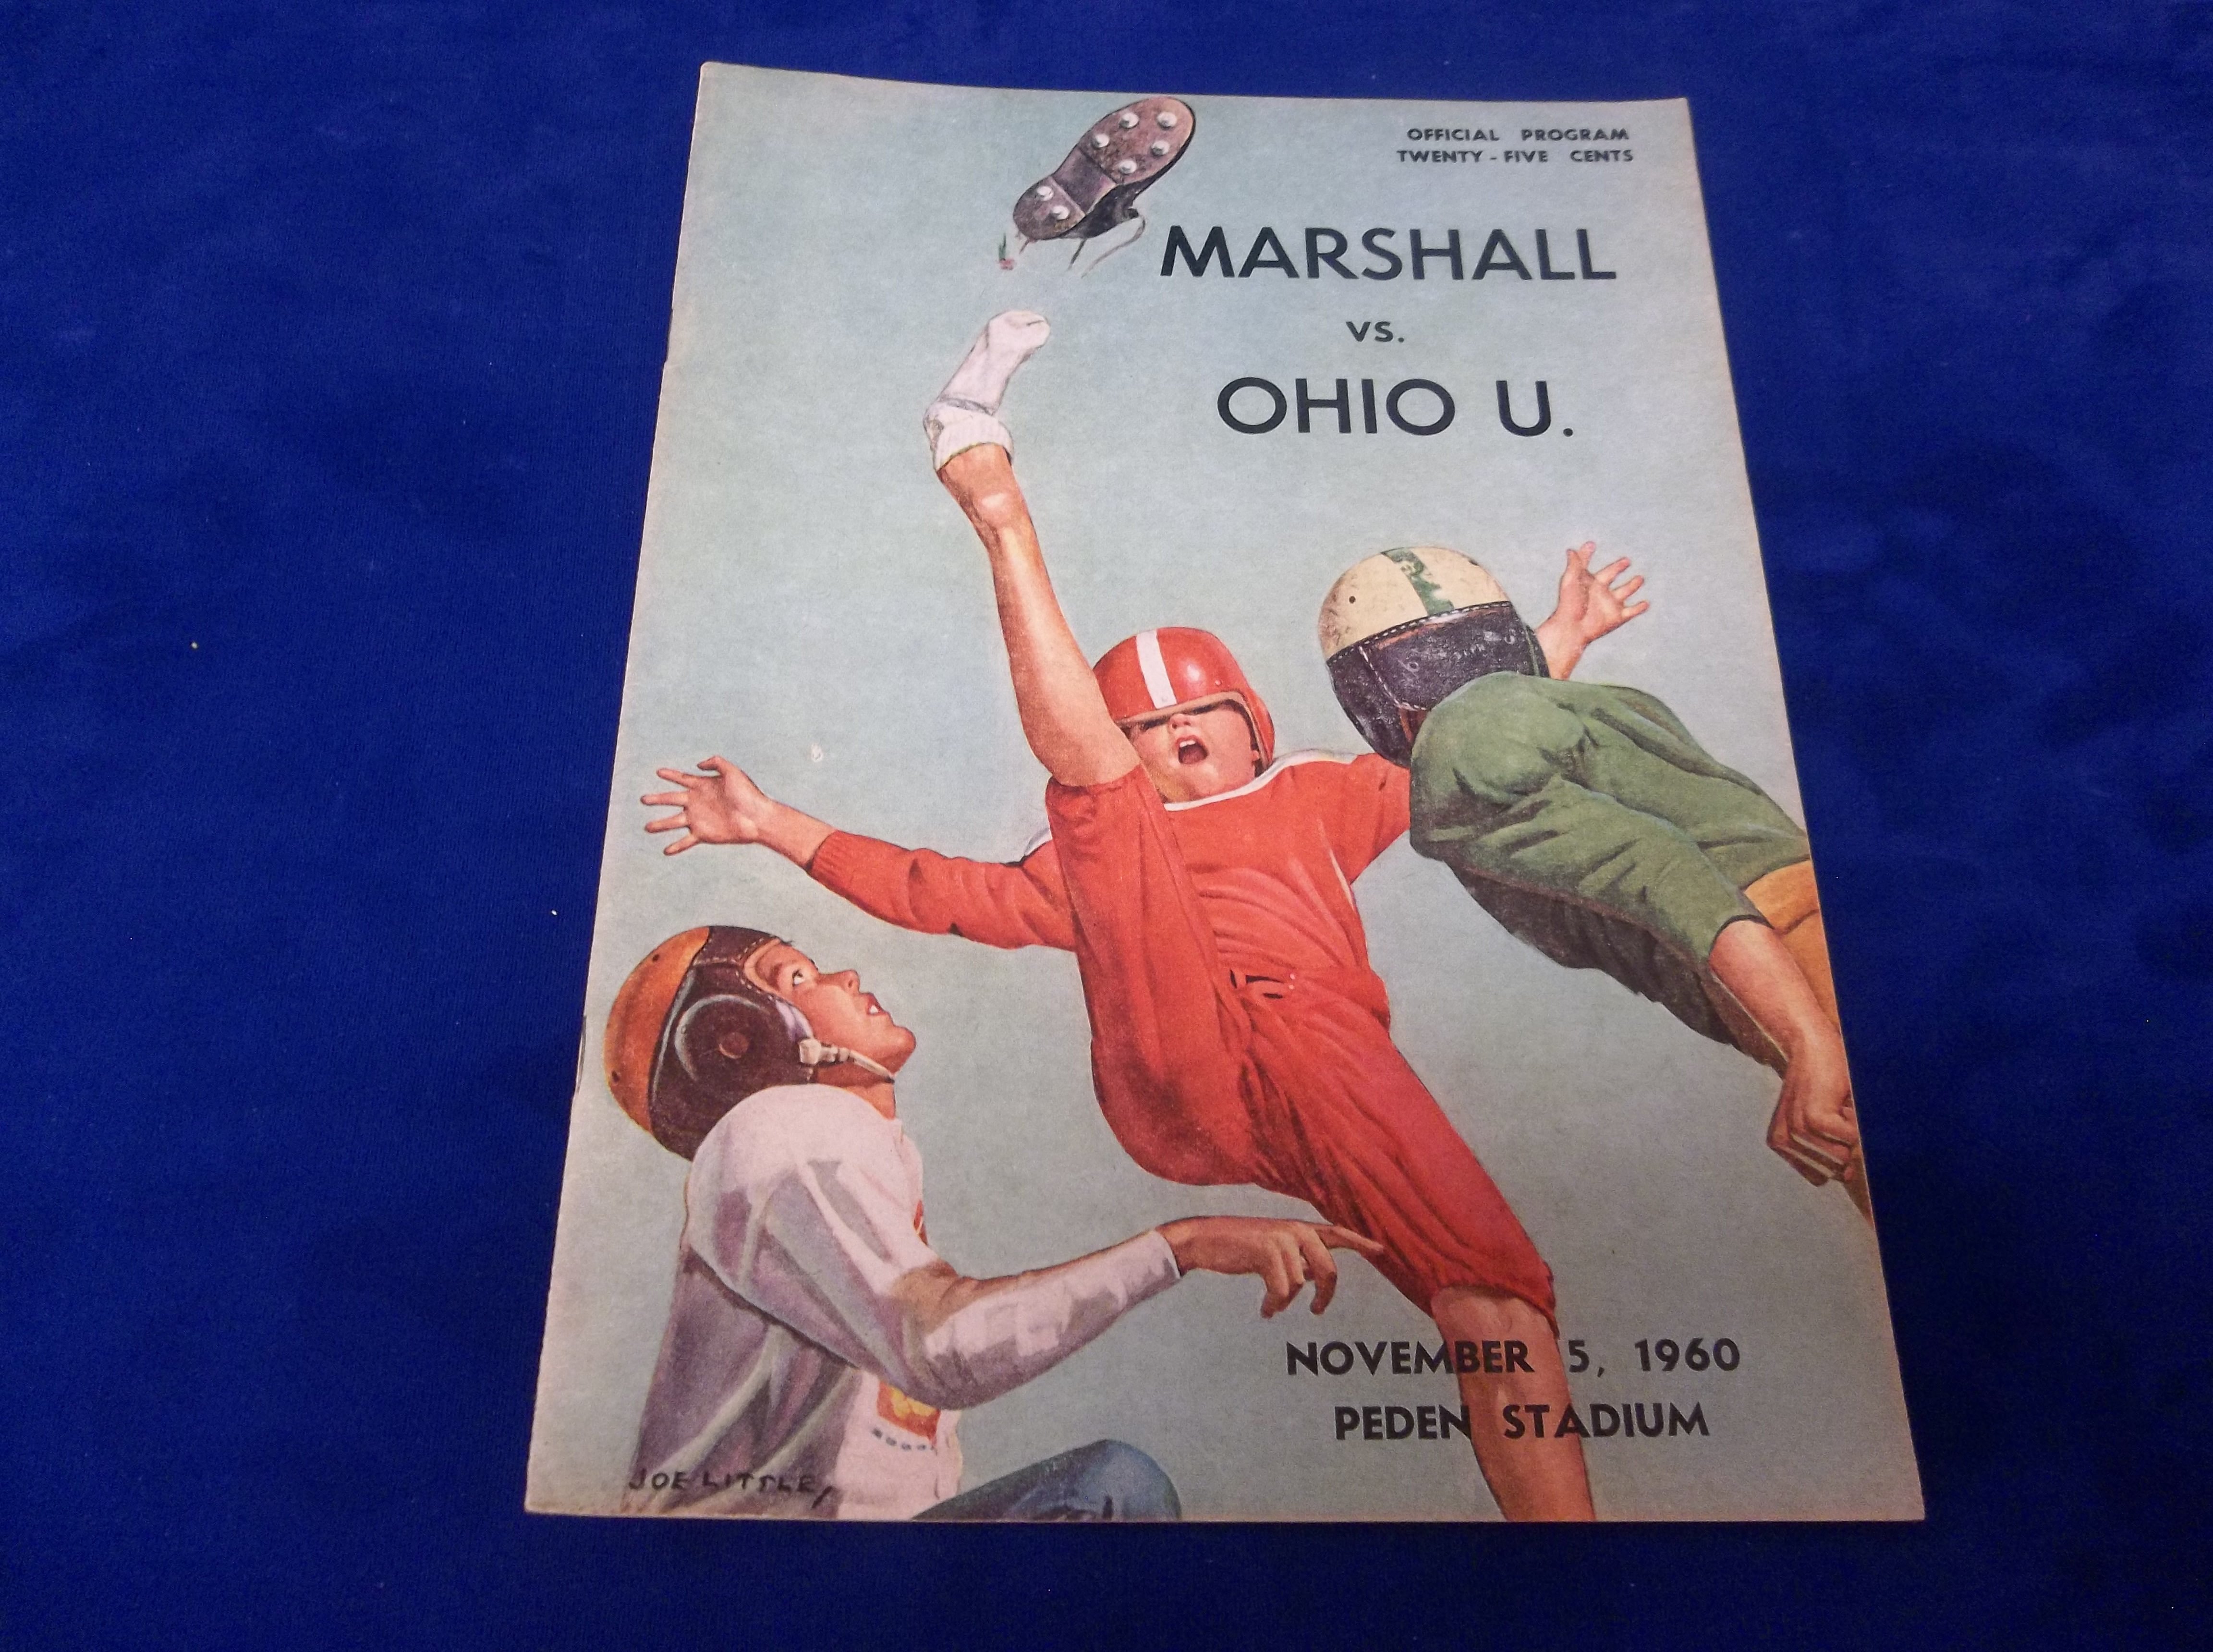 OFFICIAL PROGRAM
TWENTY-FIVE CENTS
MARSHALL
VS.
OHIO U.
NOVEMBER 5, 1960
PEDEN STADIUM
JOE LITTLE